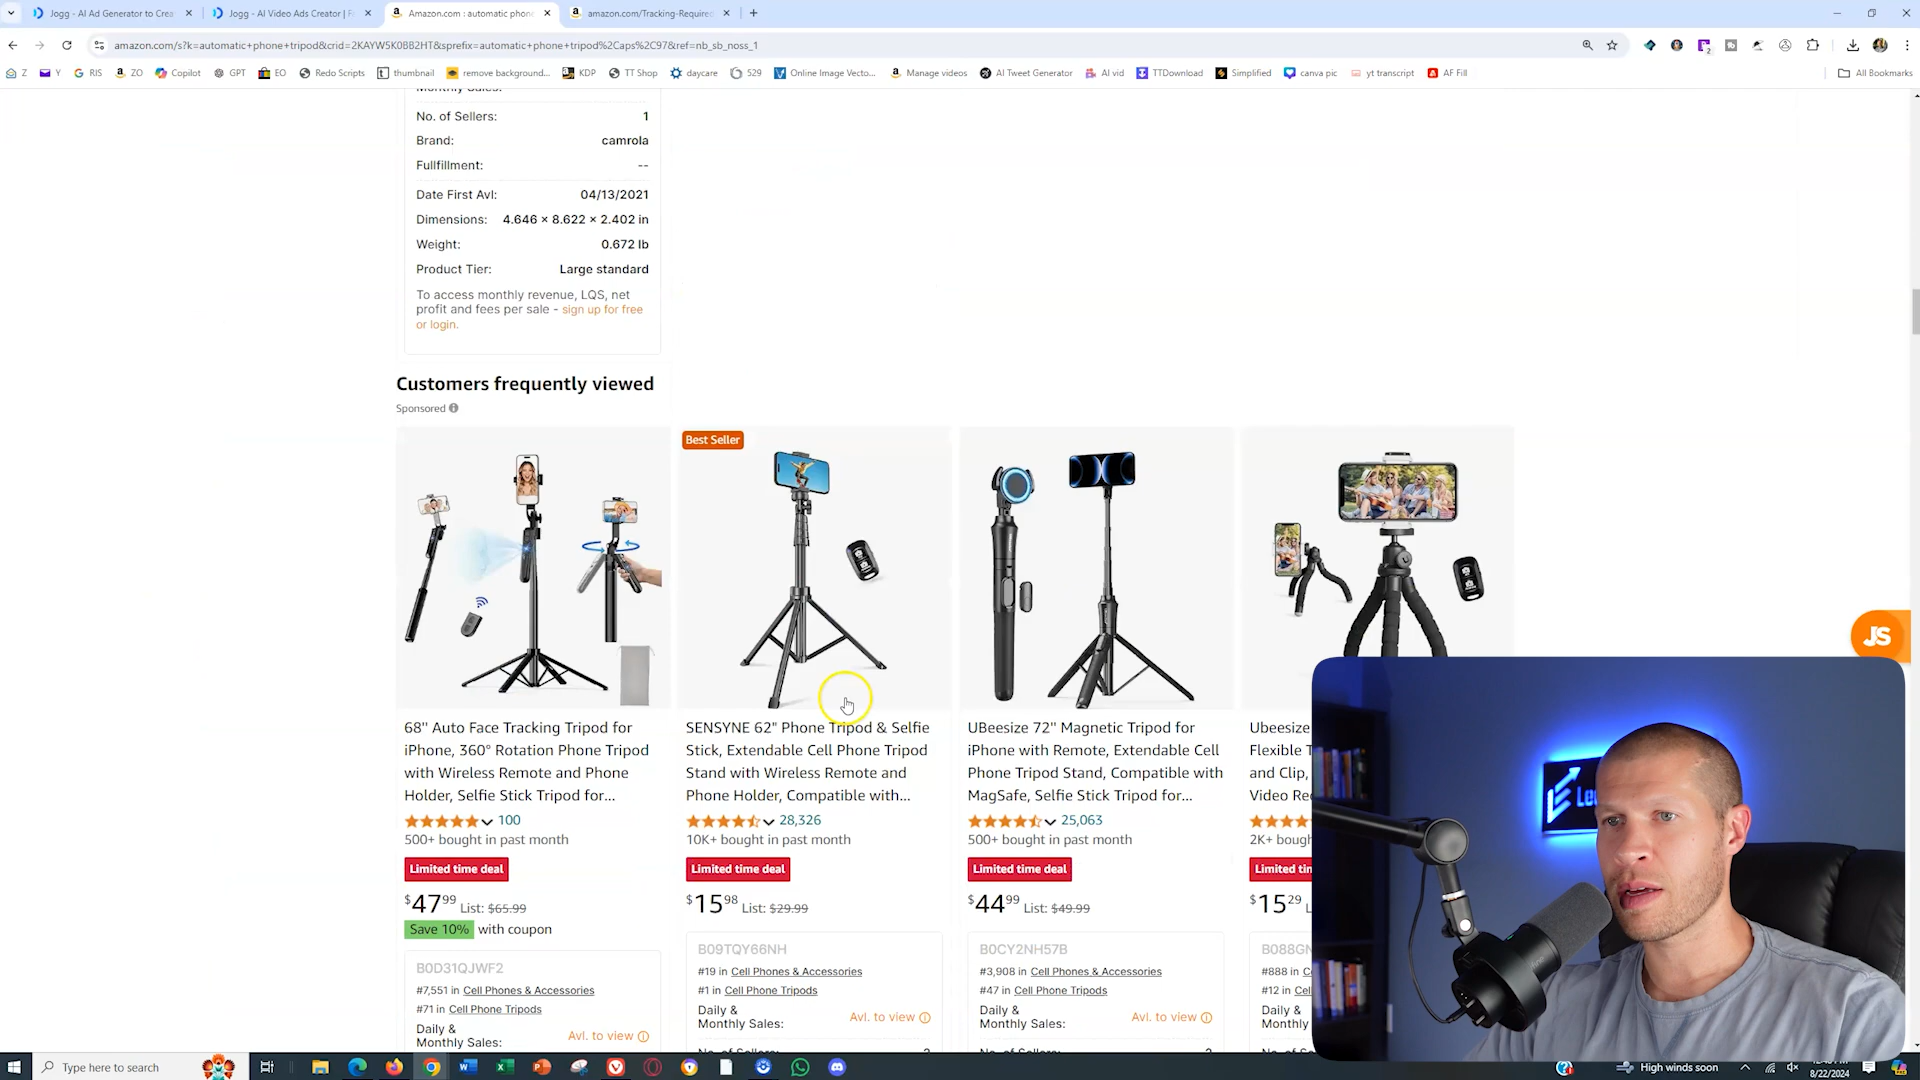 Jogg - AI Ad Generator to Crea
Jogg - AI Video Ads Creator | F
Amazon.com : automatic phone
amazon.com/Tracking-Require
amazon.com/s?k=automatic+phone+tripod&crid=2KAYW5K0BB2HT&sprefix=automatic+phone+tripod%2Caps%2C97&ref=nb_sb_noss_1
Z
Y
RIS
ZO
Copilot
GPT
EO
Redo Scripts
thumbnail
remove background...
KDP
TT Shop
daycare
529
Online Image Vecto...
Manage videos
AI Tweet Generator
AI vid
TTDownload
Simplified
canva pic
yt transcript
AF Fill
All Bookmarks
Monthly Sales:
No. of Sellers: 1
Brand: camrola
Fullfillment: --
Date First Avl: 04/13/2021
Dimensions: 4.646 × 8.622 × 2.402 in
Weight: 0.672 lb
Product Tier: Large standard
To access monthly revenue, LQS, net
profit and fees per sale - sign up for free
or login.
Customers frequently viewed
Sponsored
Best Seller
JS
68'' Auto Face Tracking Tripod for
iPhone, 360° Rotation Phone Tripod
with Wireless Remote and Phone
Holder, Selfie Stick Tripod for...
100
500+ bought in past month
Limited time deal
$47 99 List: $65.99
Save 10% with coupon
B0D31QJWF2
#7,551 in Cell Phones & Accessories
#71 in Cell Phone Tripods
Daily &
Monthly Sales:
Avl. to view
SENSYNE 62" Phone Tripod & Selfie
Stick, Extendable Cell Phone Tripod
Stand with Wireless Remote and
Phone Holder, Compatible with...
28,326
10K+ bought in past month
Limited time deal
$15 98 List: $29.99
B09TQY66NH
#19 in Cell Phones & Accessories
#1 in Cell Phone Tripods
Daily &
Monthly Sales:
Avl. to view
No. of Sellers: 2
UBeesize 72" Magnetic Tripod for
iPhone with Remote, Extendable Cell
Phone Tripod Stand, Compatible with
MagSafe, Selfie Stick Tripod for...
25,063
500+ bought in past month
Limited time deal
$44 99 List: $49.99
B0CY2NH57B
#3,908 in Cell Phones & Accessories
#47 in Cell Phone Tripods
Daily &
Monthly Sales:
Avl. to view
Ubeesize
Flexible T
and Clip,
Video Re
2K+ bough
Limited tim
$15 29 L
B088GN
#888 in C
#12 in Cel
Daily &
Monthly
Type here to search
High winds soon
8/22/2024